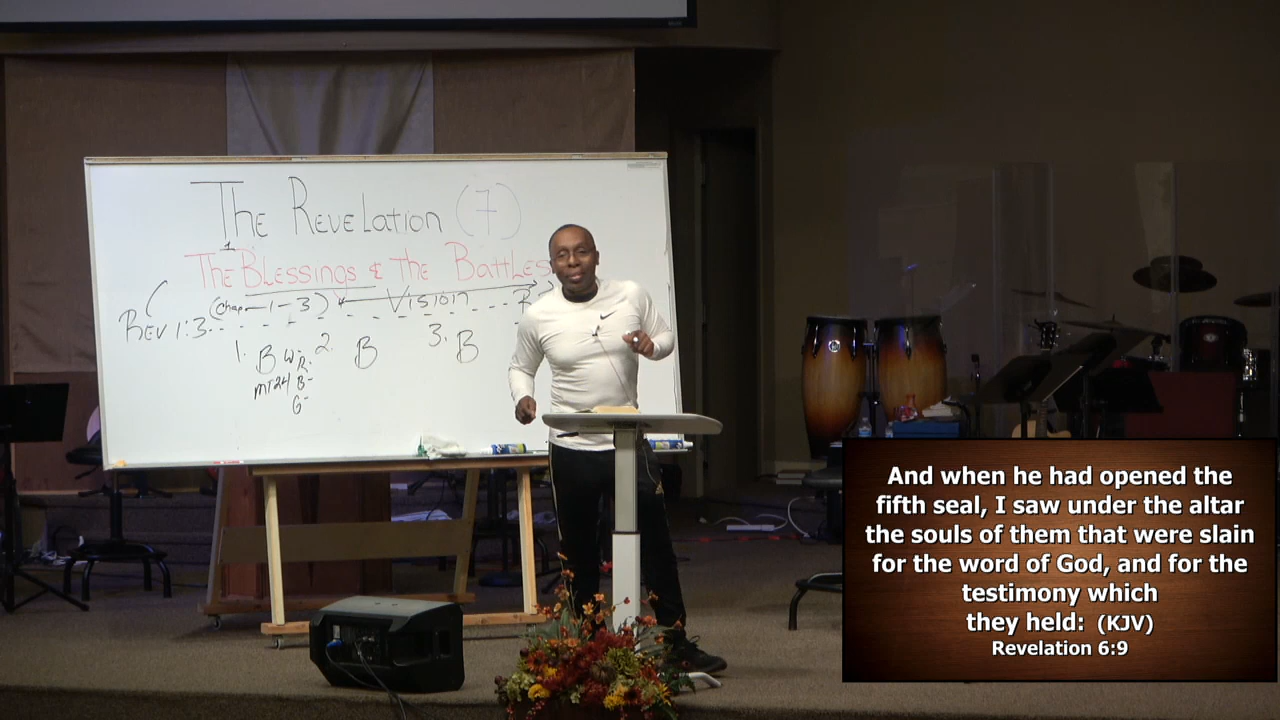 The Revelation (7)
1
The Blessings & The Battles
(Chap 1-3) Vision R
Rev 1:3
1. B W- 2. B 3. B
R-
MT24 B-
G-
And when he had opened the
fifth seal, I saw under the altar
the souls of them that were slain
for the word of God, and for the
testimony which
they held: (KJV)
Revelation 6:9